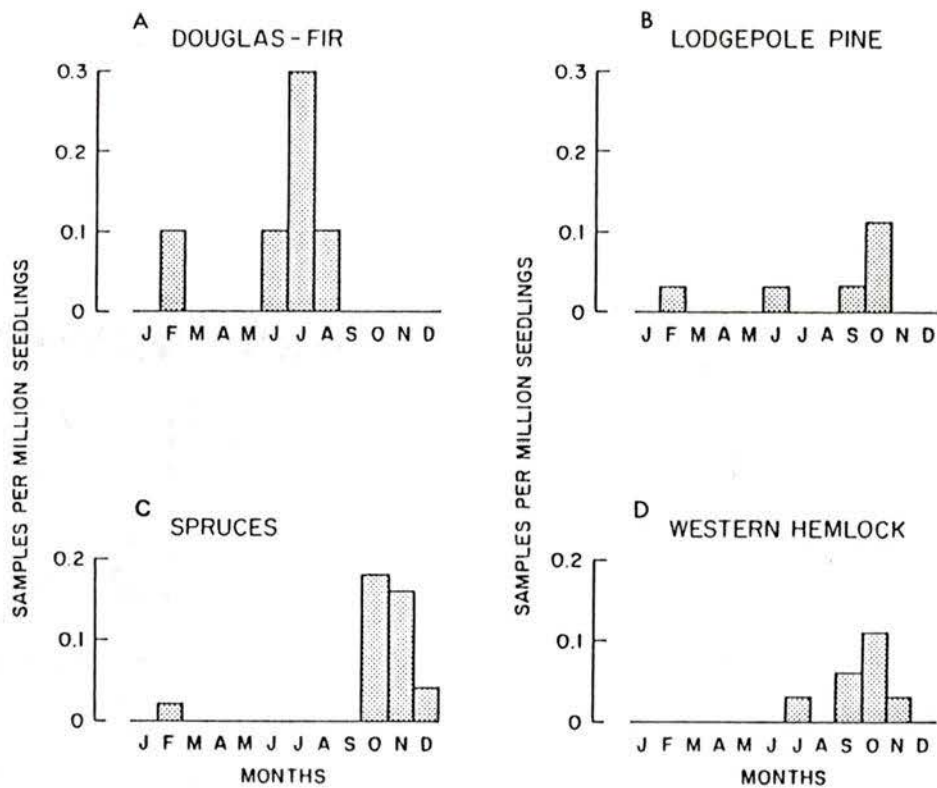 A
DOUGLAS-FIR
SAMPLES PER MILLION SEEDLINGS
0.3
0.2
0.1
0
J F M A M J J A S O N D
B
LODGEPOLE PINE
SAMPLES PER MILLION SEEDLINGS
0.3
0.2
0.1
0
J F M A M J J A S O N D
C
SPRUCES
0.2
0.1
0
J F M A M J J A S O N D
MONTHS
D
WESTERN HEMLOCK
0.2
0.1
0
J F M A M J J A S O N D
MONTHS